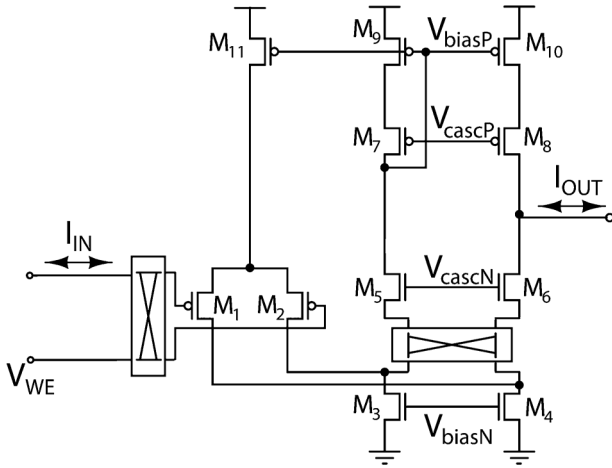 M11
M9
VbiasP
M10
M7
VcascP
M8
IOUT
IIN
M1
M2
M5
VcascN
M6
VWE
M3
VbiasN
M4